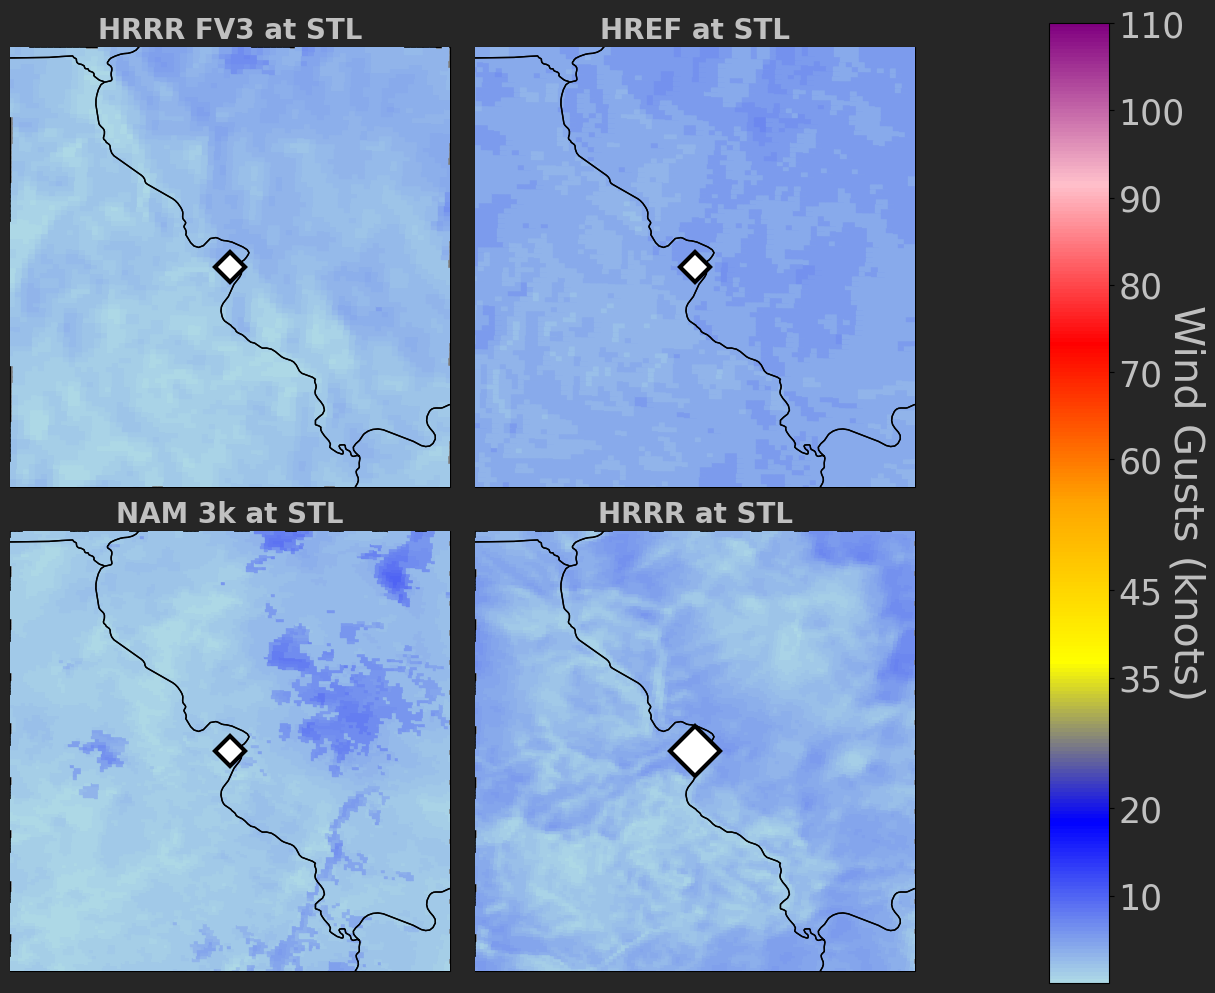 HRRR FV3 at STL
HREF at STL
NAM 3k at STL
HRRR at STL
110
100
90
80
70
60
45
35
20
10
Wind Gusts (knots)